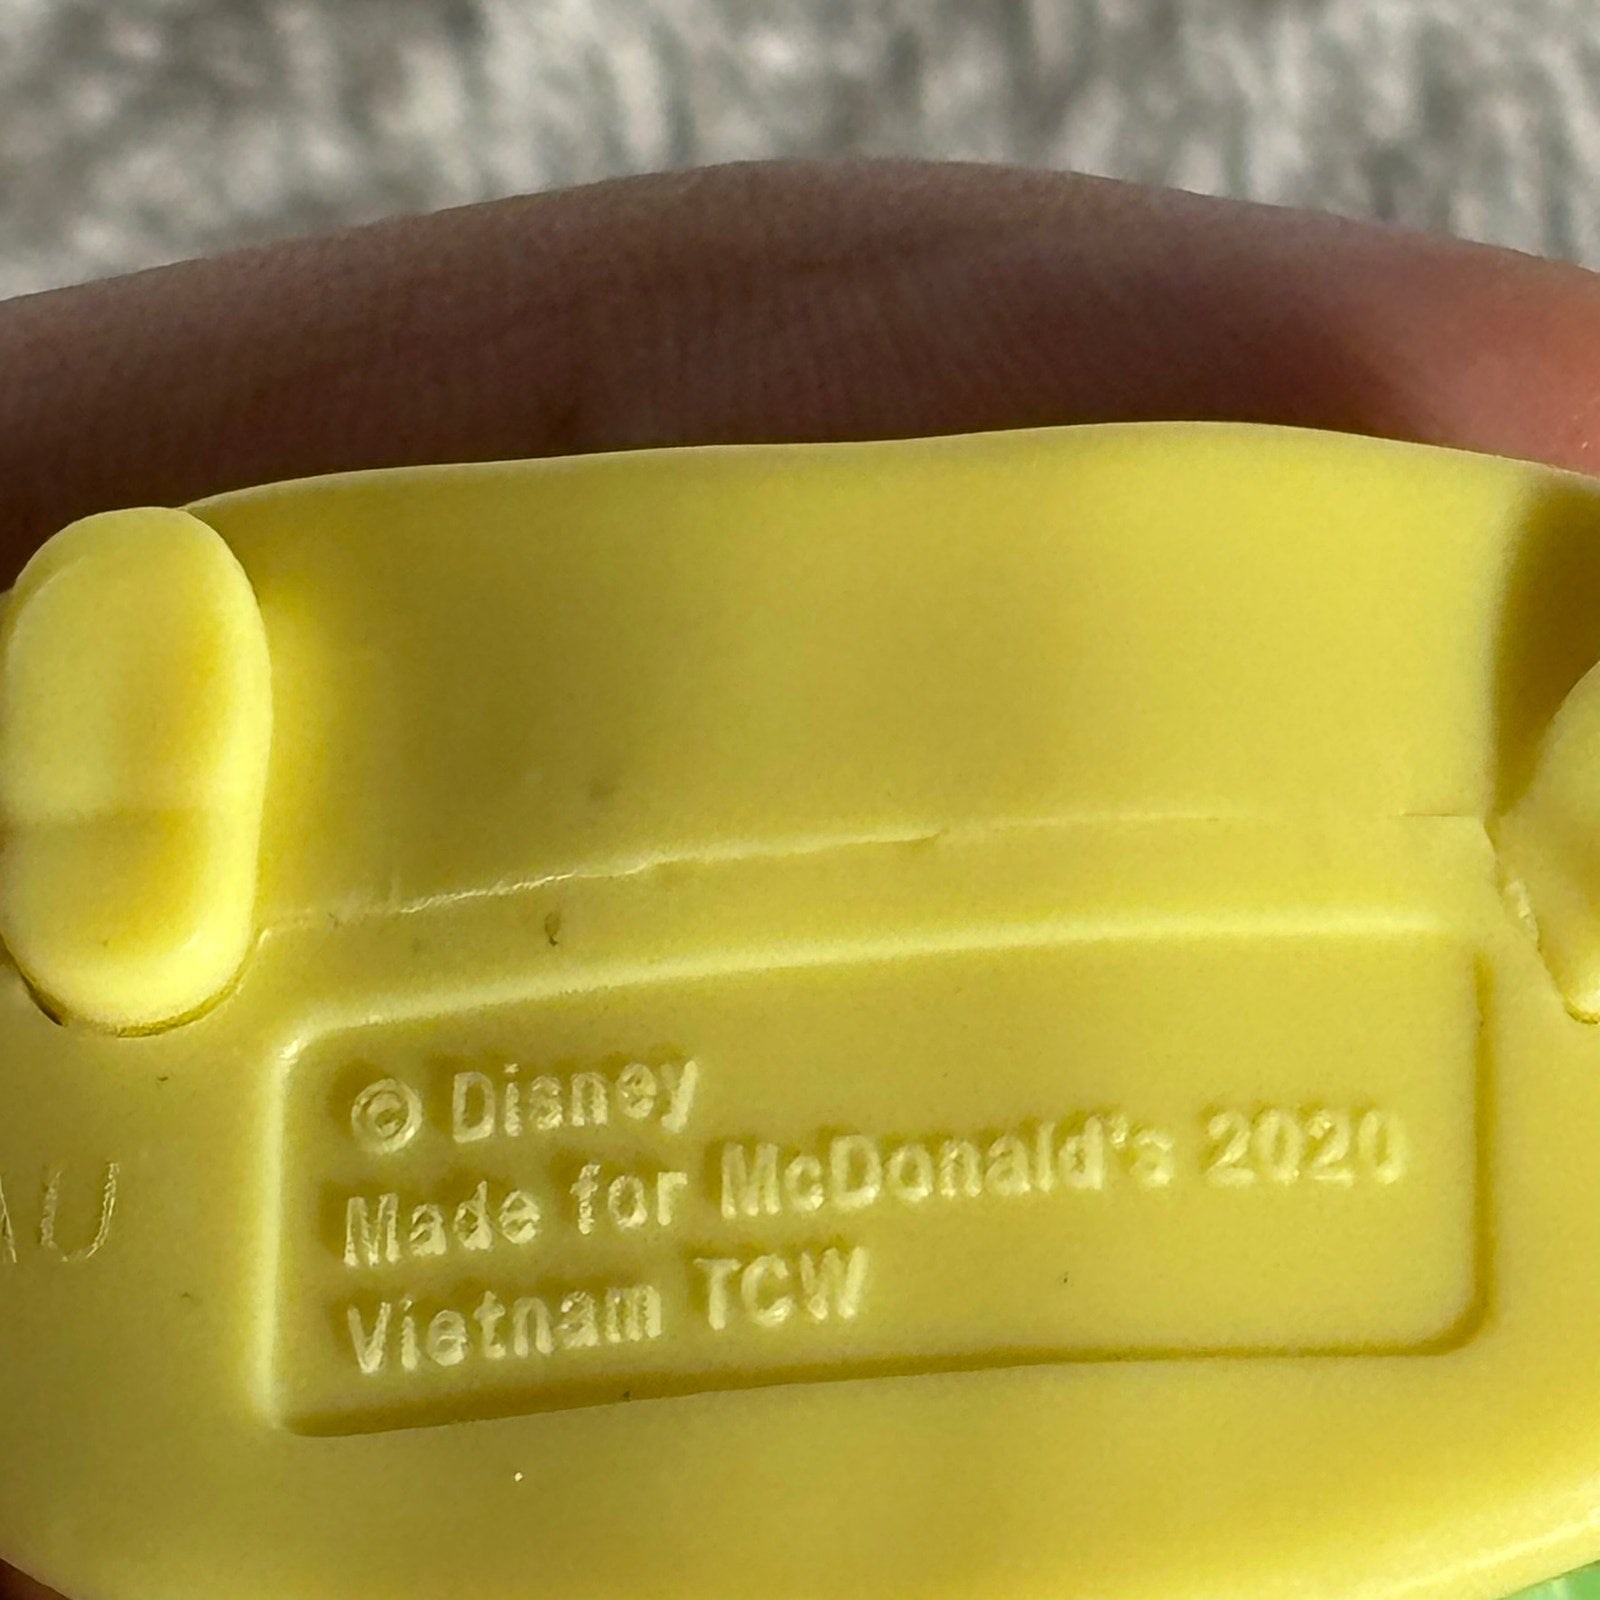 © Disney
Made for McDonald's 2020
Vietnam TCW